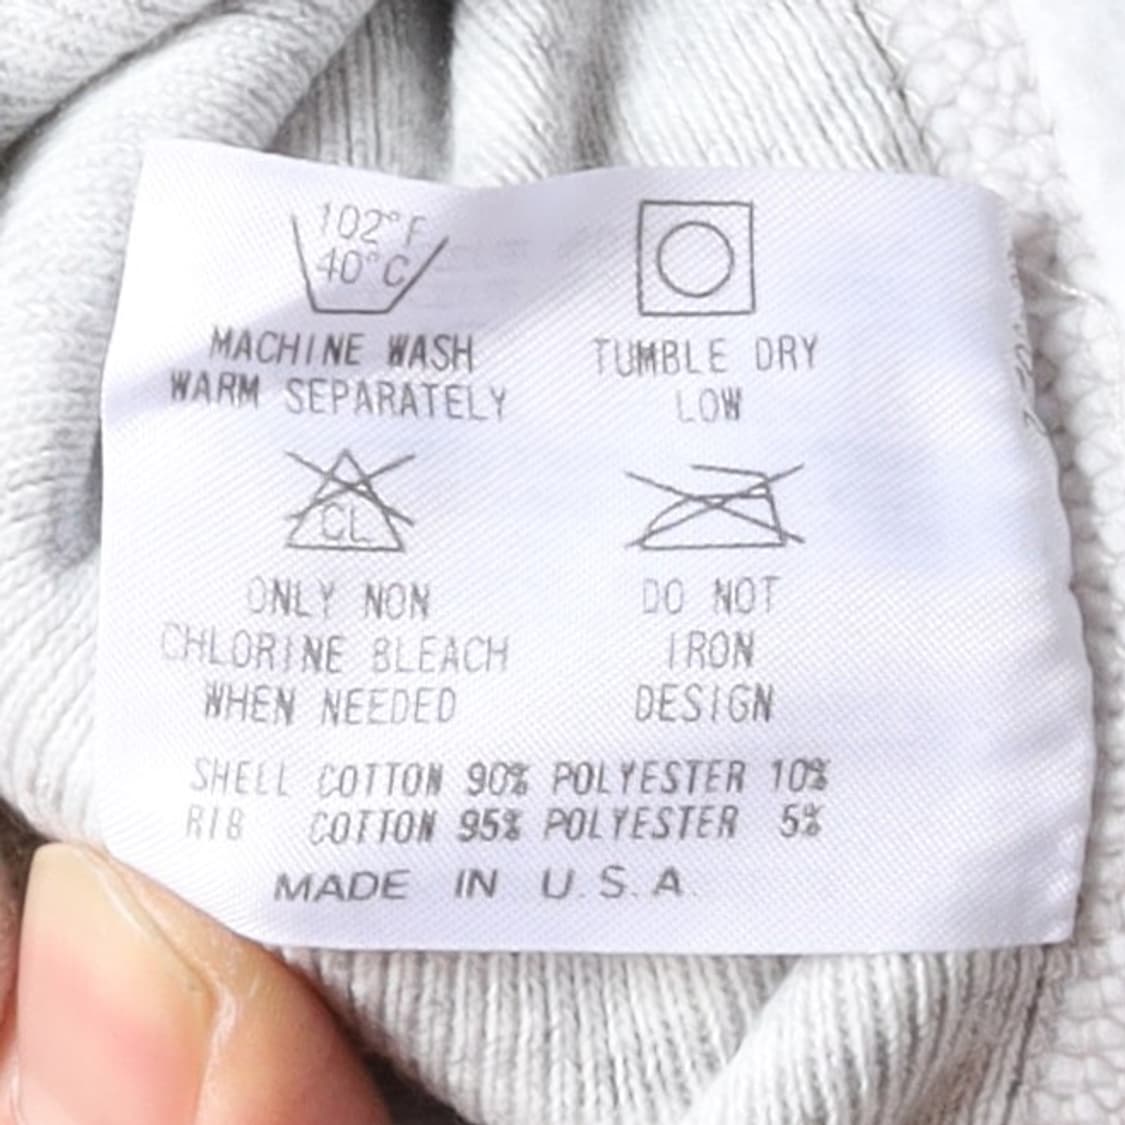 102°F
40°C
MACHINE WASH
WARM SEPARATELY
TUMBLE DRY
LOW
CL
ONLY NON
CHLORINE BLEACH
WHEN NEEDED
DO NOT
IRON
DESIGN
SHELL COTTON 90% POLYESTER 10%
RIB COTTON 95% POLYESTER 5%
MADE IN U.S.A.